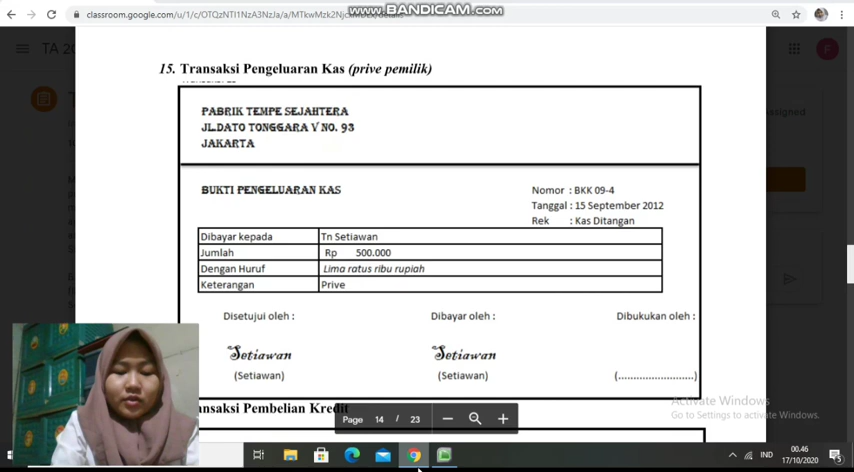 www.BANDICAM.com
classroom.google.com/u/1/c/
TA 20
F
15. Transaksi Pengeluaran Kas (prive pemilik)
PABRIK TEMPE SEJAHTERA
JL.DATO TONGGARA V NO. 93
JAKARTA
BUKTI PENGELUARAN KAS
Nomor : BKK 09-4
Tanggal : 15 September 2012
Rek : Kas Ditangan
Dibayar kepada Tn Setiawan
Jumlah Rp 500.000
Dengan Huruf Lima ratus ribu rupiah
Keterangan Prive
Disetujui oleh : Dibayar oleh : Dibukukan oleh :
Setiawan Setiawan
(Setiawan) (Setiawan) (.........................)
Transaksi Pembelian Kredit
Page 14 / 23
Activate Windows
Go to Settings to activate Windows.
IND
00.46
17/10/2020
5